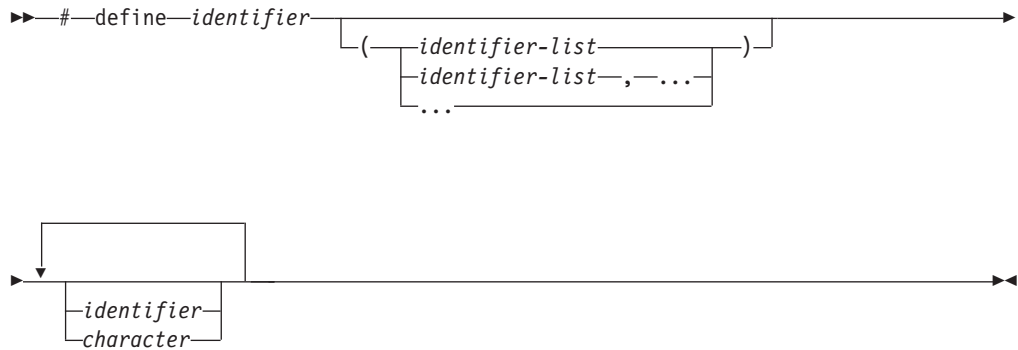 # define identifier
( identifier-list )
identifier-list , ...
...
identifier
character